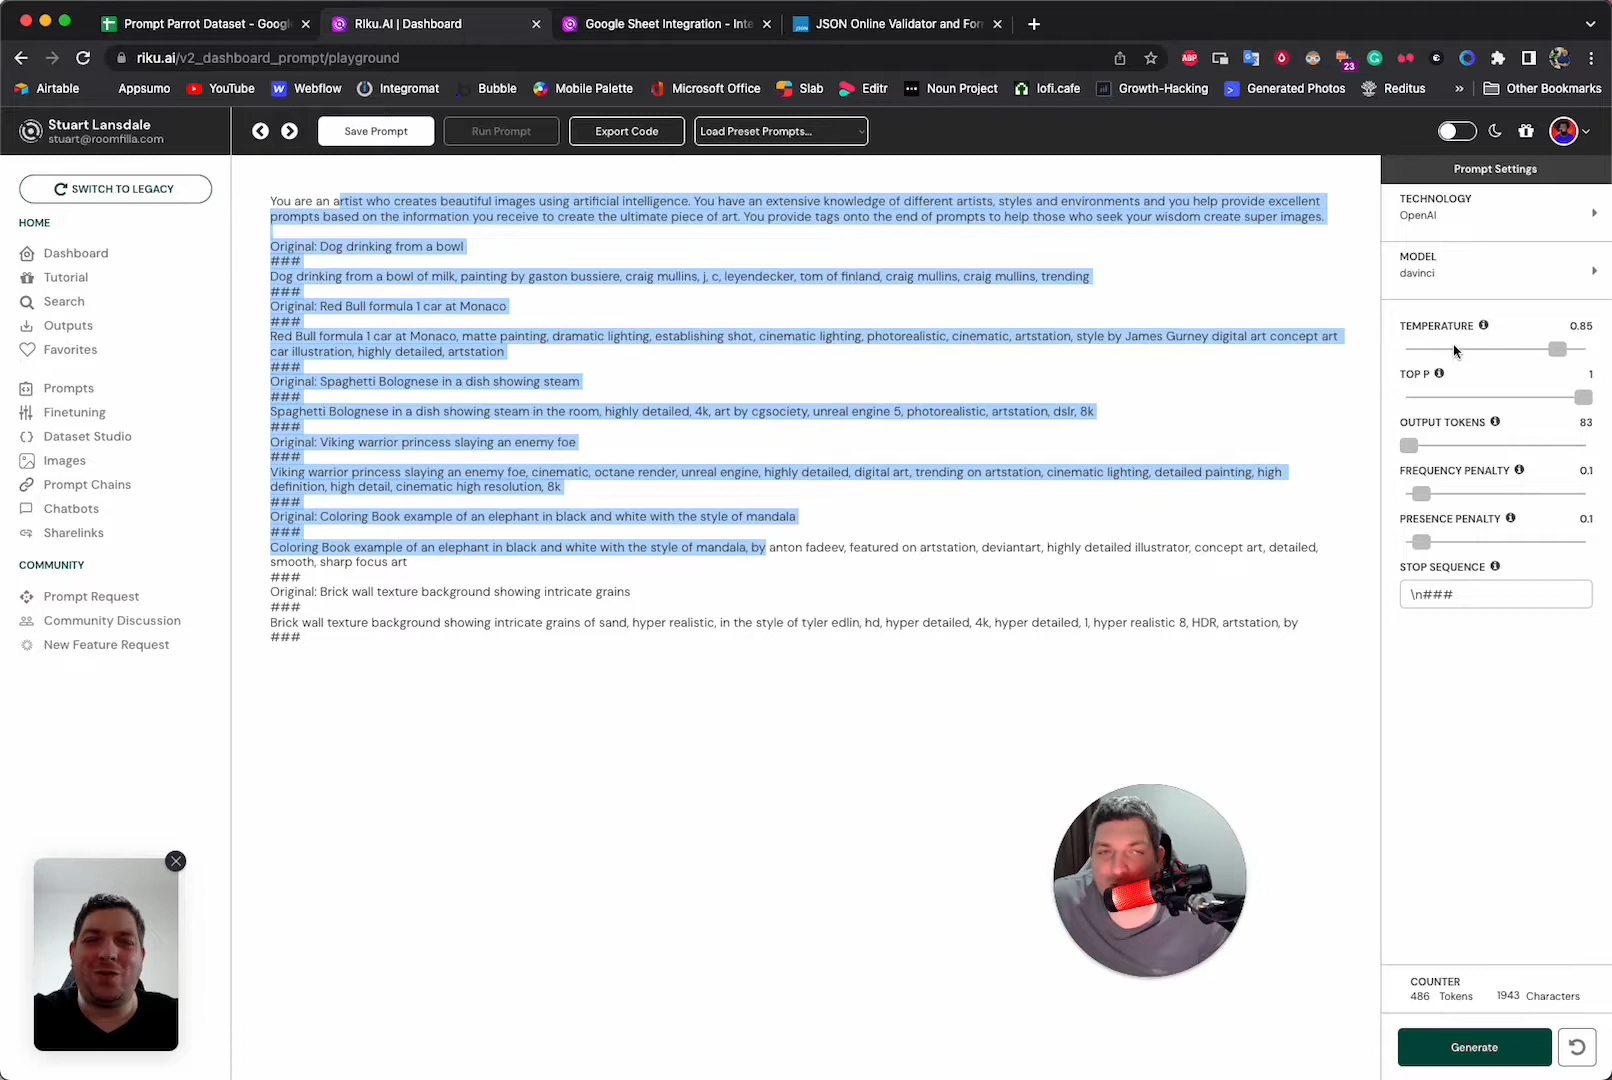 Prompt Parrot Dataset - Google
Riku.AI | Dashboard
Google Sheet Integration - Inte
JSON Online Validator and For
riku.ai/v2_dashboard_prompt/playground
ABP
23
Airtable
Appsumo
YouTube
Webflow
Integromat
Bubble
Mobile Palette
Microsoft Office
Slab
Editr
Noun Project
lofi.cafe
Growth-Hacking
Generated Photos
Reditus
»
Other Bookmarks
Stuart Lansdale
stuart@roomfilla.com
Save Prompt
Run Prompt
Export Code
Load Preset Prompts...
SWITCH TO LEGACY
HOME
Dashboard
Tutorial
Search
Outputs
Favorites
Prompts
Finetuning
Dataset Studio
Images
Prompt Chains
Chatbots
Sharelinks
COMMUNITY
Prompt Request
Community Discussion
New Feature Request
You are an artist who creates beautiful images using artificial intelligence. You have an extensive knowledge of different artists, styles and environments and you help provide excellent
prompts based on the information you receive to create the ultimate piece of art. You provide tags onto the end of prompts to help those who seek your wisdom create super images.
Original: Dog drinking from a bowl
###
Dog drinking from a bowl of milk, painting by gaston bussiere, craig mullins, j, c, leyendecker, tom of finland, craig mullins, craig mullins, trending
###
Original: Red Bull formula 1 car at Monaco
###
Red Bull formula 1 car at Monaco, matte painting, dramatic lighting, establishing shot, cinematic lighting, photorealistic, cinematic, artstation, style by James Gurney digital art concept art
car illustration, highly detailed, artstation
###
Original: Spaghetti Bolognese in a dish showing steam
###
Spaghetti Bolognese in a dish showing steam in the room, highly detailed, 4k, art by cgsociety, unreal engine 5, photorealistic, artstation, dslr, 8k
###
Original: Viking warrior princess slaying an enemy foe
###
Viking warrior princess slaying an enemy foe, cinematic, octane render, unreal engine, highly detailed, digital art, trending on artstation, cinematic lighting, detailed painting, high
definition, high detail, cinematic high resolution, 8k
###
Original: Coloring Book example of an elephant in black and white with the style of mandala
###
Coloring Book example of an elephant in black and white with the style of mandala, by anton fadeev, featured on artstation, deviantart, highly detailed illustrator, concept art, detailed,
smooth, sharp focus art
###
Original: Brick wall texture background showing intricate grains
###
Brick wall texture background showing intricate grains of sand, hyper realistic, in the style of tyler edlin, hd, hyper detailed, 4k, hyper detailed, 1, hyper realistic 8, HDR, artstation, by
###
Prompt Settings
TECHNOLOGY
OpenAI
MODEL
davinci
TEMPERATURE 0.85
TOP P 1
OUTPUT TOKENS 83
FREQUENCY PENALTY 0.1
PRESENCE PENALTY 0.1
STOP SEQUENCE
\n###
COUNTER
486 Tokens 1943 Characters
Generate